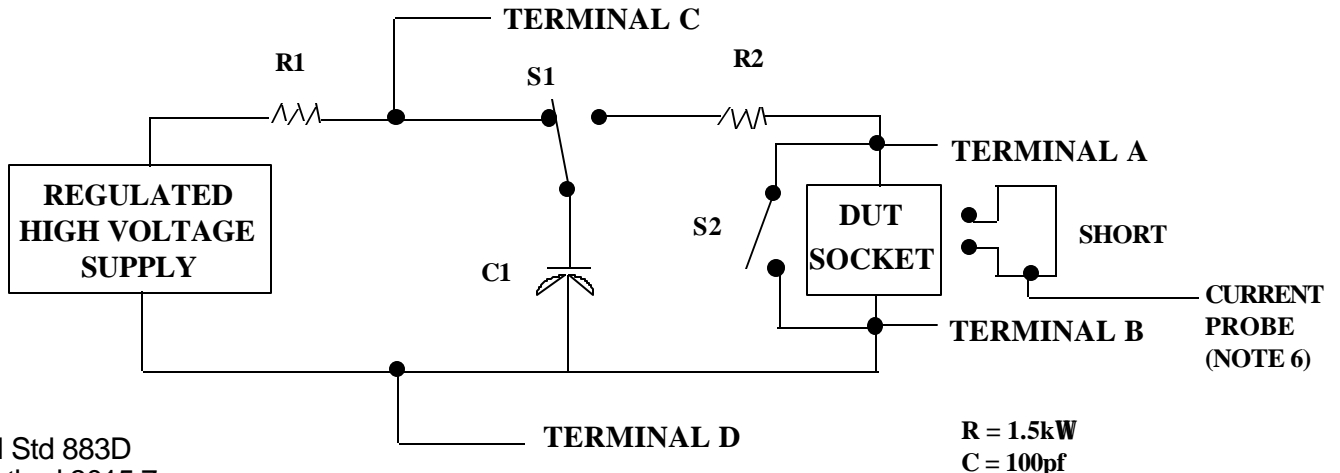 TERMINAL C
R1
S1
R2
TERMINAL A
REGULATED
HIGH VOLTAGE
SUPPLY
S2
DUT
SOCKET
SHORT
C1
CURRENT
PROBE
(NOTE 6)
TERMINAL B
TERMINAL D
R = 1.5kW
C = 100pf
Std 883D